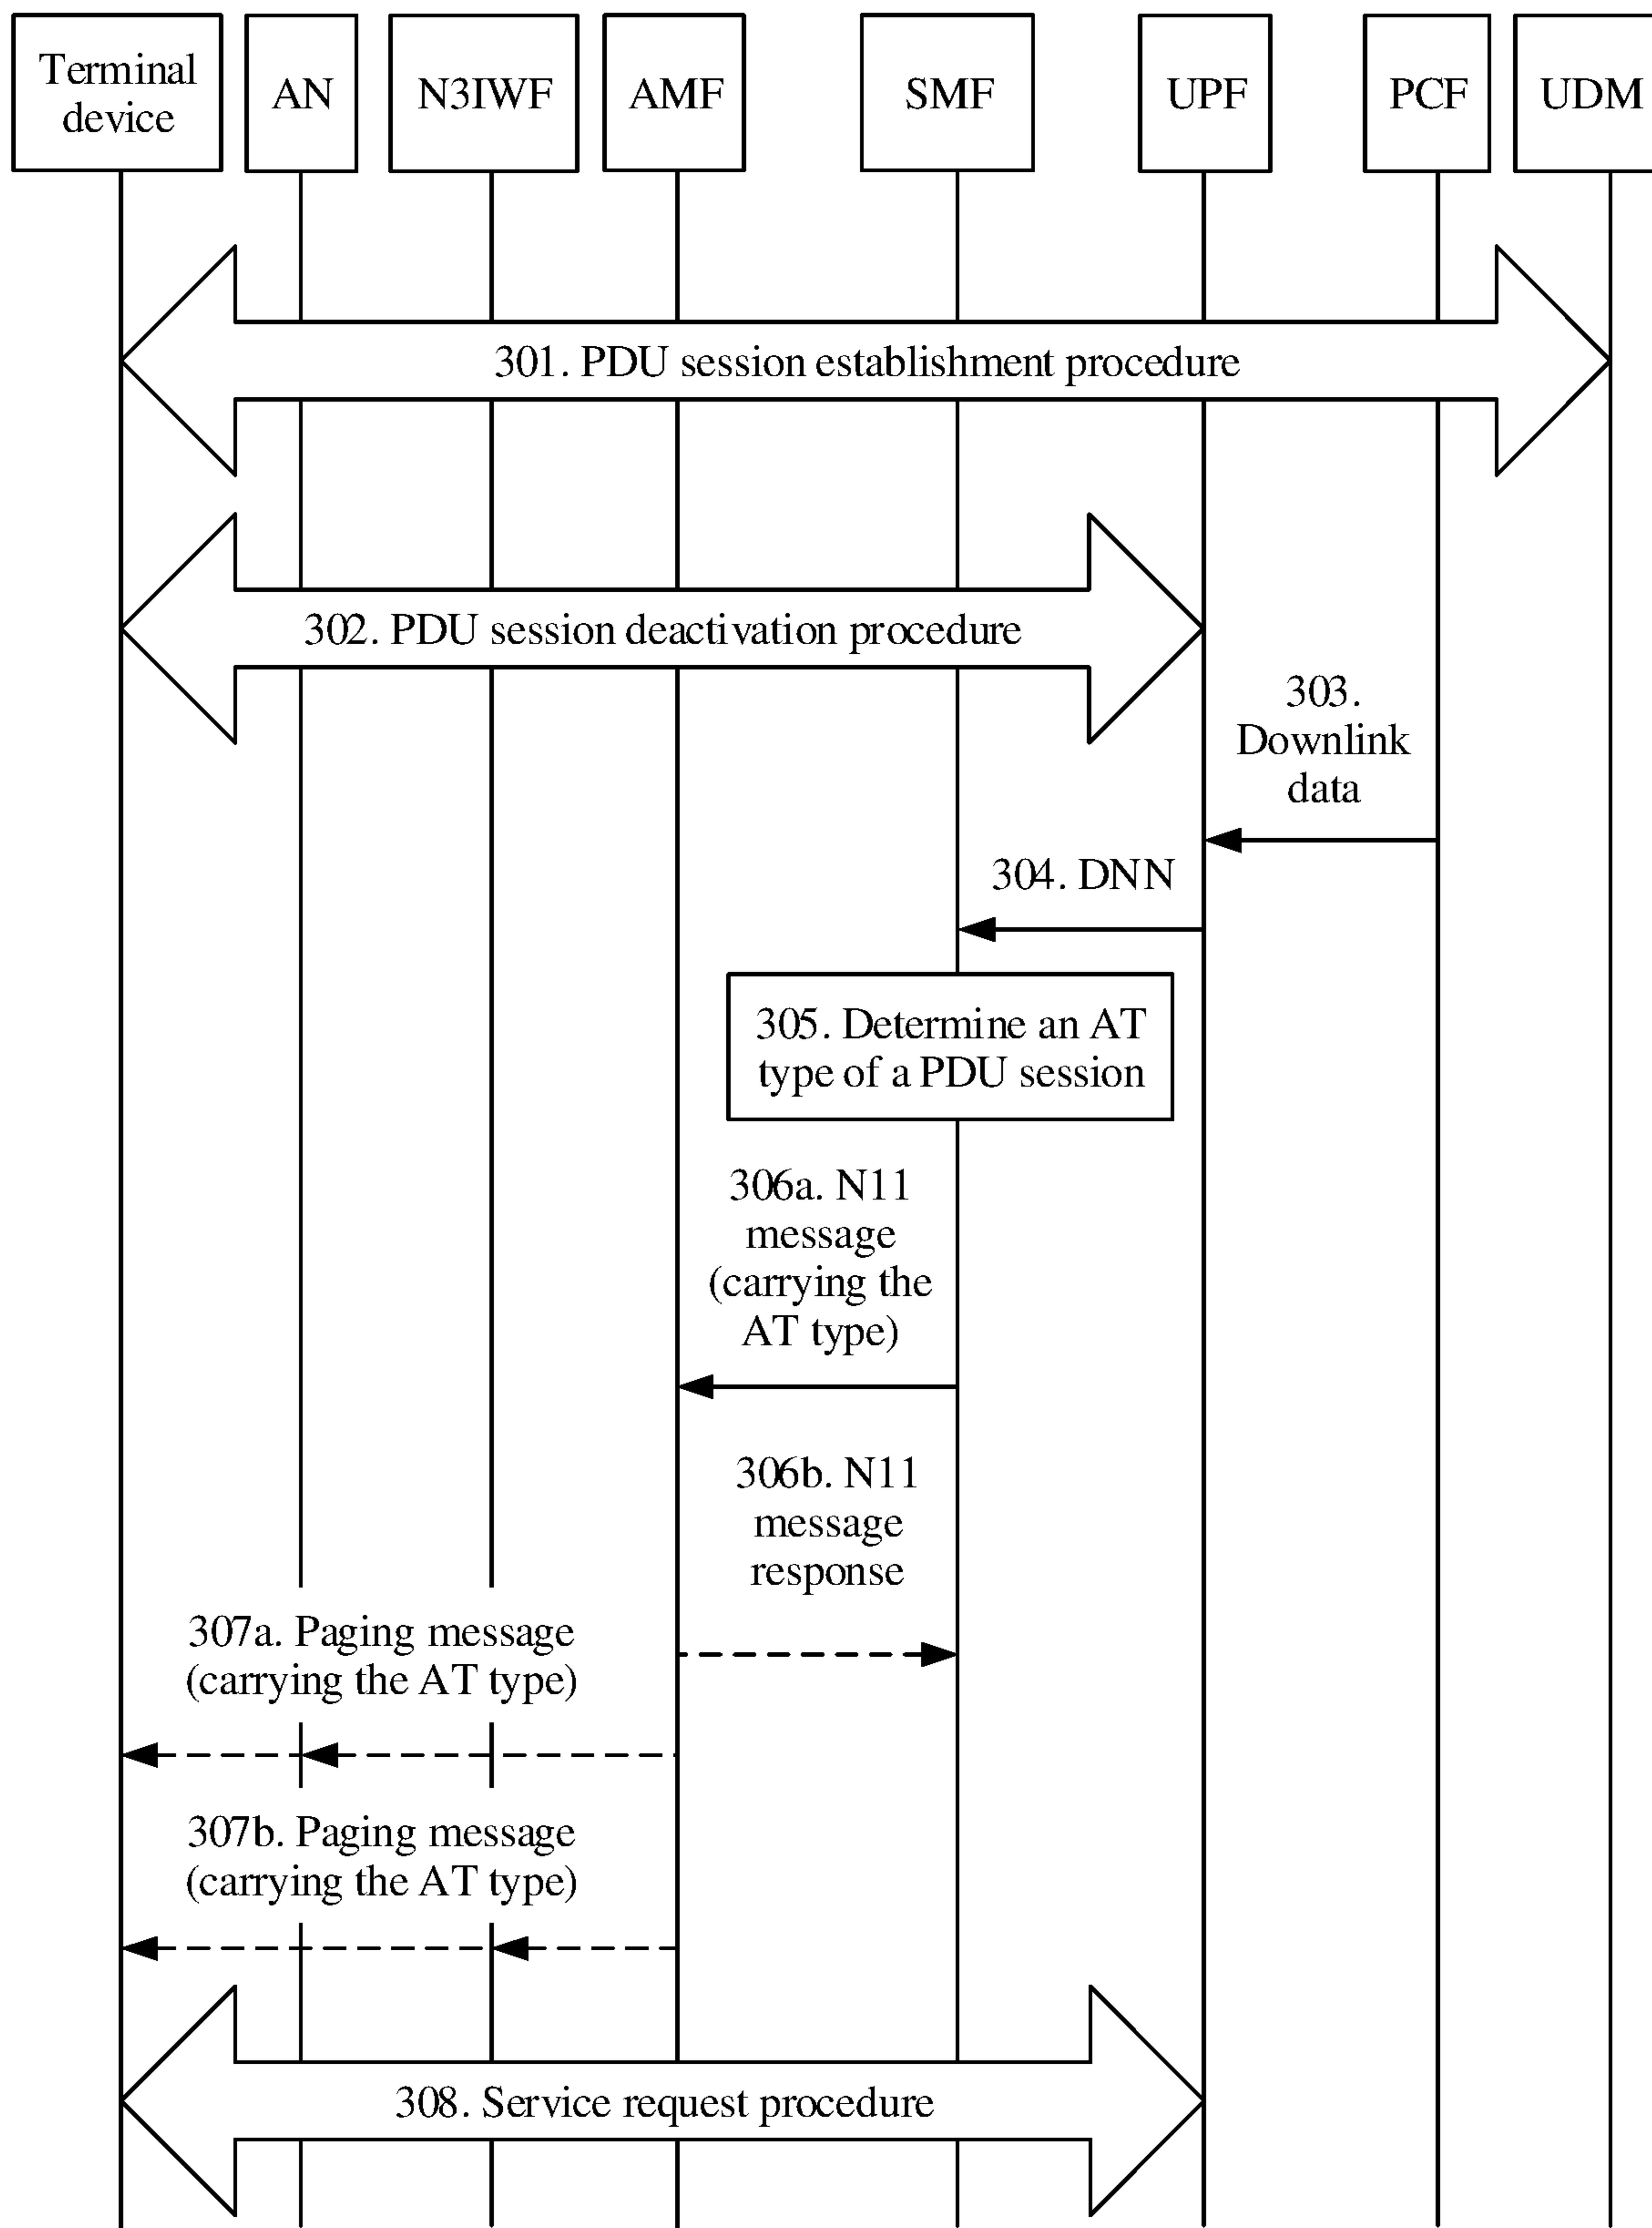 Terminal
device
AN
N3IWF
AMF
SMF
UPF
PCF
UDM
301. PDU session establishment procedure
302. PDU session deactivation procedure
303.
Downlink
data
304. DNN
305. Determine an AT
type of a PDU session
306a. N11
message
(carrying the
AT type)
306b. N11
message
response
307a. Paging message
(carrying the AT type)
307b. Paging message
(carrying the AT type)
308. Service request procedure